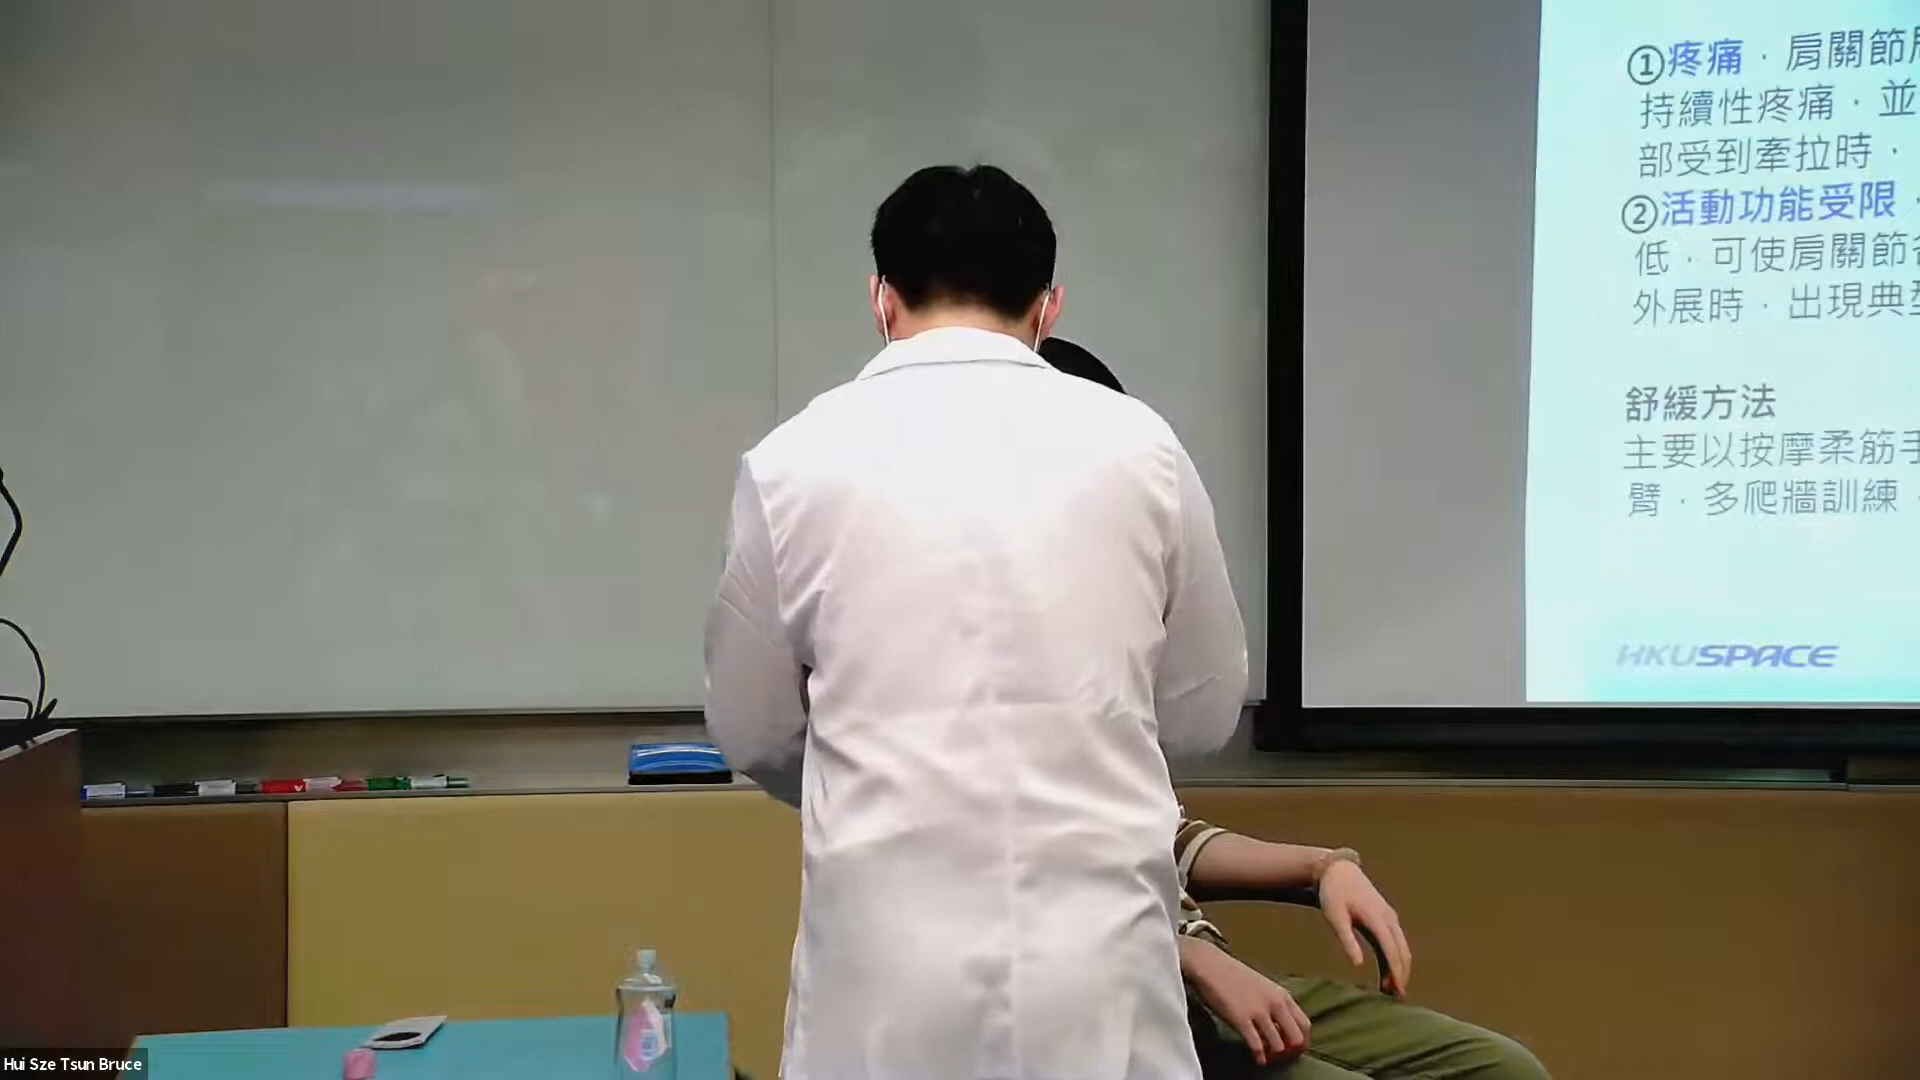 ①疼痛．肩關節
持續性疼痛．並
部受到牽拉時．
②活動功能受限．
低．可使肩關節
外展時．出現典
舒緩方法
主要以按摩柔筋手
臂．多爬牆訓練．
HKUSPACE
Hui Sze Tsun Bruce